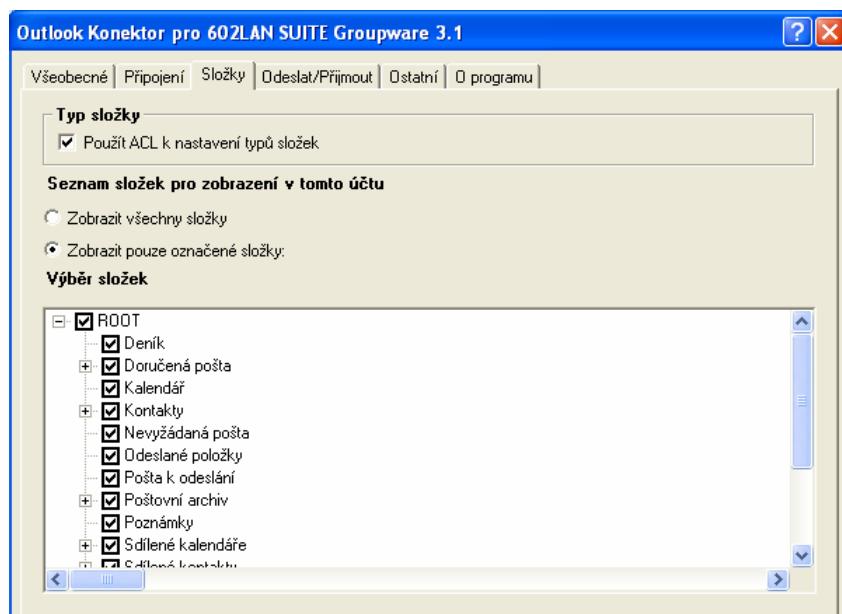 Outlook Konektor pro 602LAN SUITE Groupware 3.1
Všeobecné Připojení Složky Odeslat/Přijmout Ostatní O programu
Typ složky
Použít ACL k nastavení typů složek
Seznam složek pro zobrazení v tomto účtu
Zobrazit všechny složky
Zobrazit pouze označené složky:
Výběr složek
ROOT
Deník
Doručená pošta
Kalendář
Kontakty
Nevyžádaná pošta
Odeslané položky
Pošta k odeslání
Poštovní archiv
Poznámky
Sdílené kalendáře
Sdílené kontakty